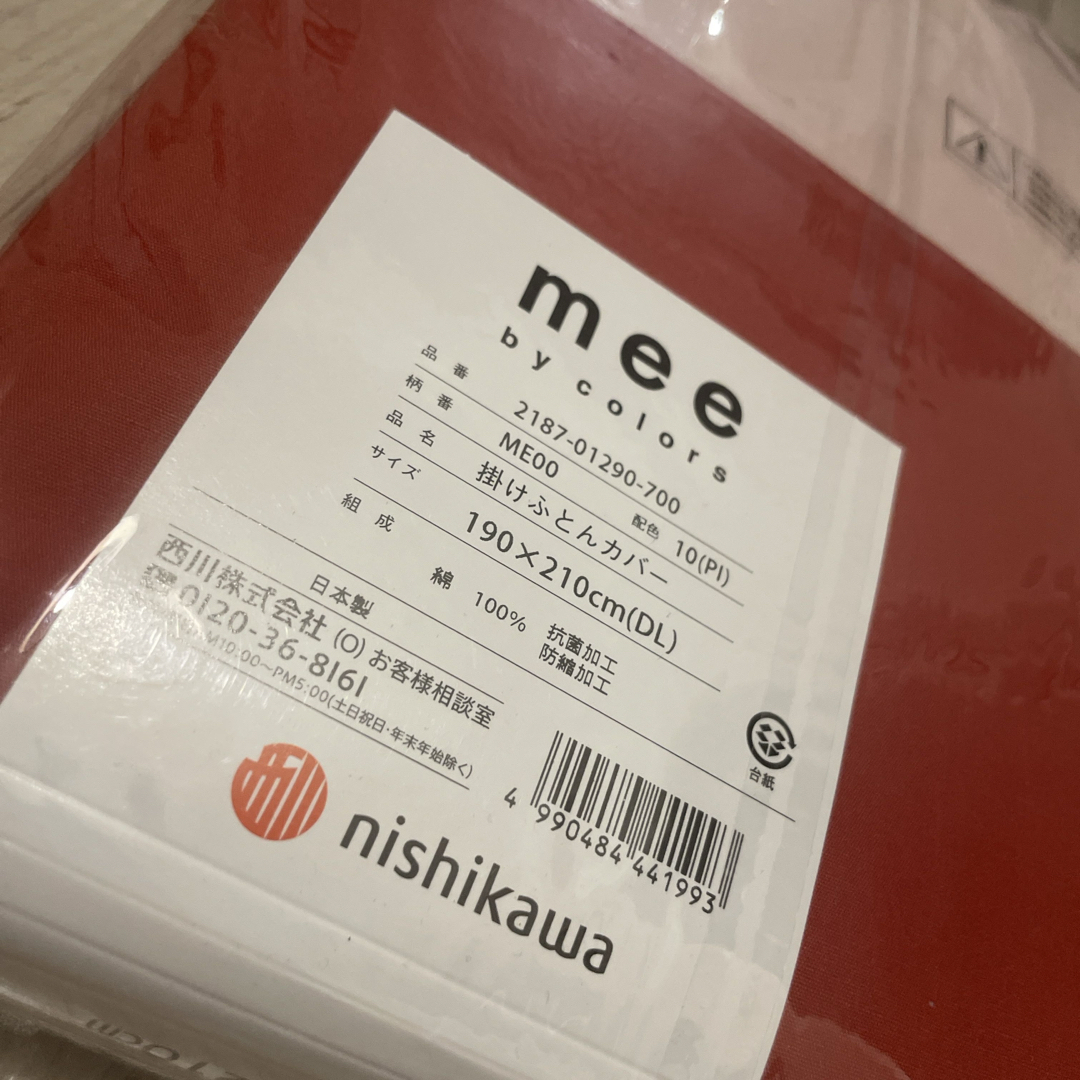 mee
by colors
品番 2187-01290-700
柄番 ME00 配色 10(PI)
品名 掛けふとんカバー
サイズ 190×210cm(DL)
組成 綿 100% 抗菌加工
防縮加工
日本製
西川株式会社(O)お客様相談室
0120-36-8161
AM10:00〜PM5:00(土日祝日・年末年始除く)
台紙
西川
nishikawa
4 990484 441993